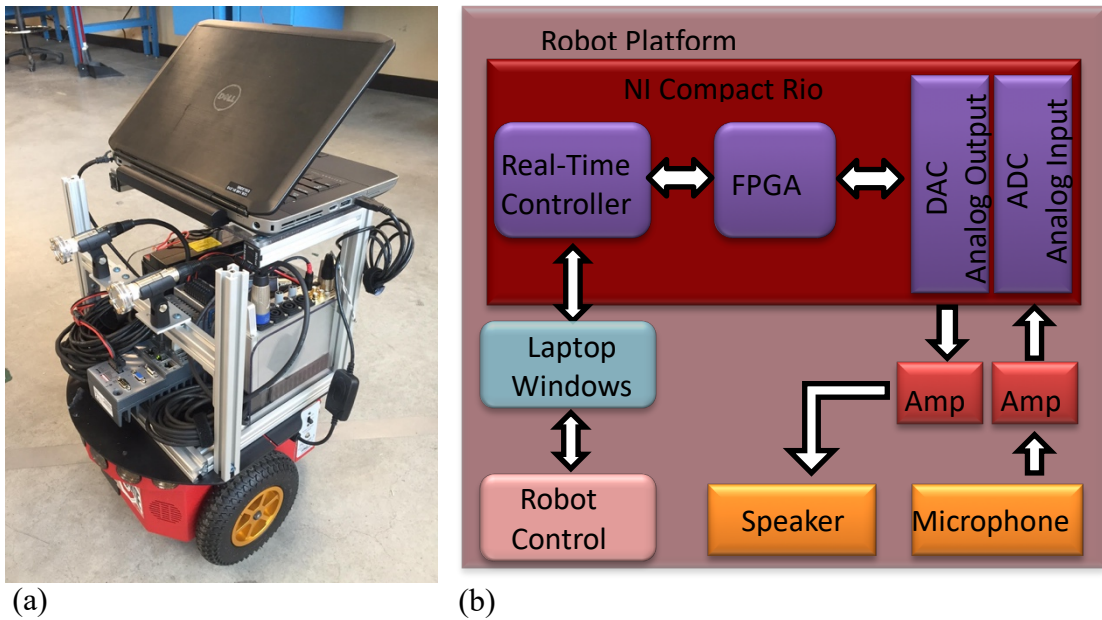 DELL
Robot Platform
NI Compact Rio
Real-Time
Controller
FPGA
DAC
Analog Output
ADC
Analog Input
Laptop
Windows
Amp
Amp
Robot
Control
Speaker
Microphone
(a)
(b)